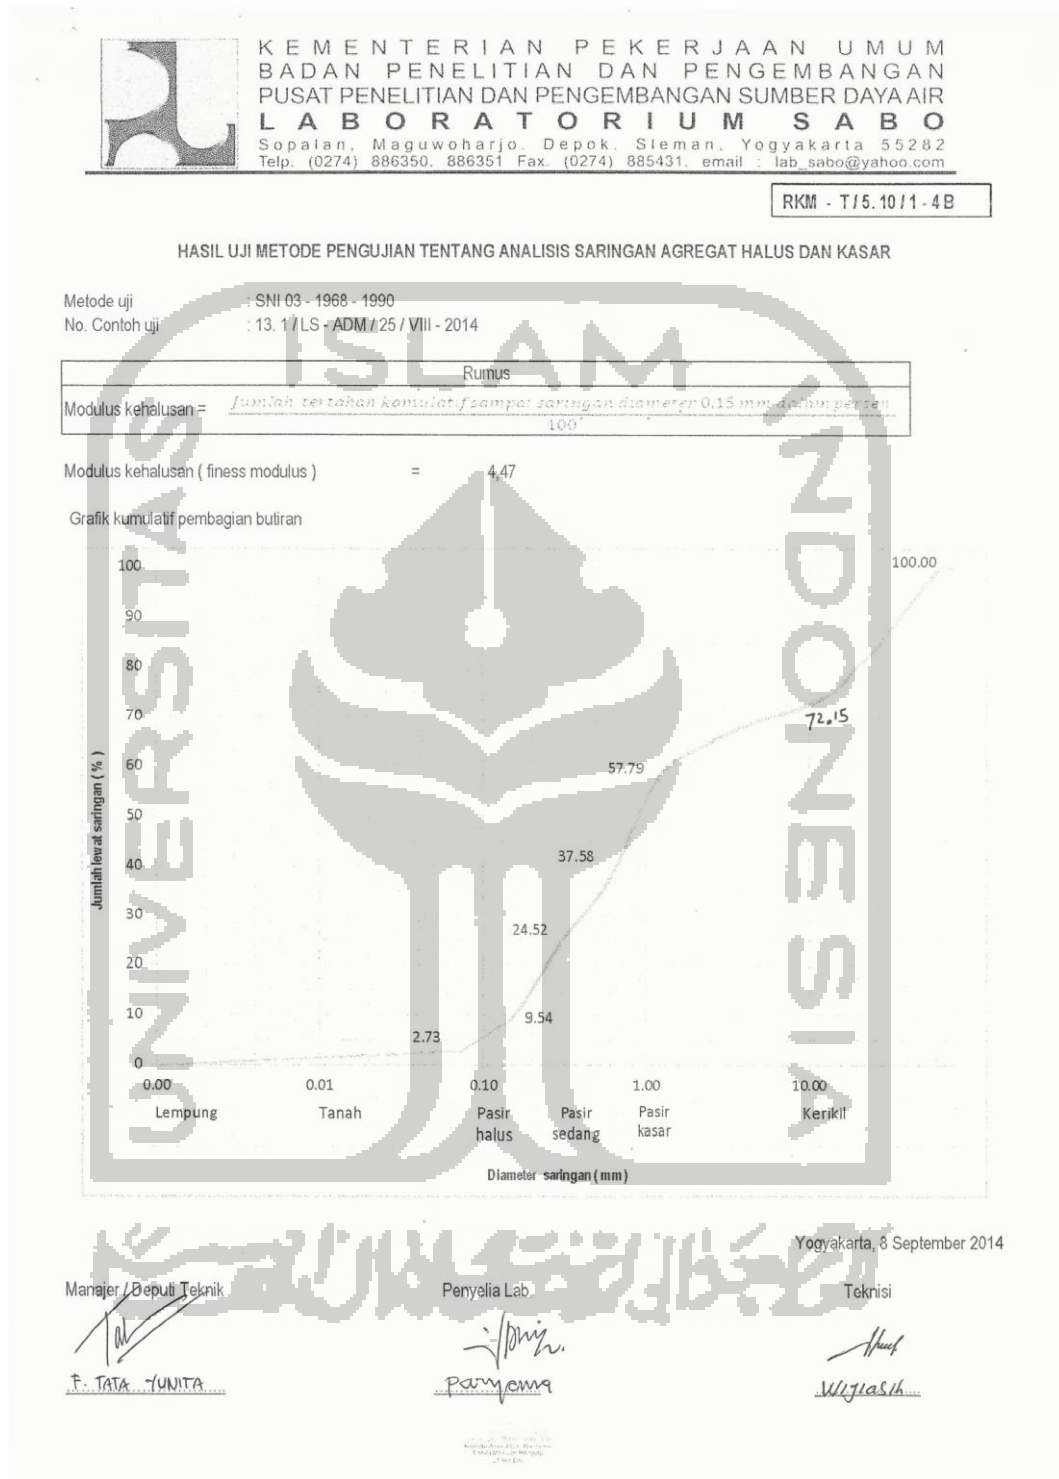 KEMENTERIAN PEKERJAAN UMUM
BADAN PENELITIAN DAN PENGEMBANGAN
PUSAT PENELITIAN DAN PENGEMBANGAN SUMBER DAYA AIR
LABORATORIUM SABO
Sopalan, Maguwoharjo, Depok, Sleman, Yogyakarta 55282
Telp. (0274) 886350, 886351 Fax. (0274) 885431, email : lab_sabo@yahoo.com
RKM - T/5.10/1-4B
HASIL UJI METODE PENGUJIAN TENTANG ANALISIS SARINGAN AGREGAT HALUS DAN KASAR
Metode uji : SNI 03 - 1968 - 1990
No. Contoh uji : 13. 1 / LS - ADM / 25 / VIII - 2014
Rumus
Modulus kehalusan = Jumlah tertahan komulatif sampai saringan diameter 0,15 mm dalam persen
100
Modulus kehalusan ( finess modulus ) = 4,47
Grafik kumulatif pembagian butiran
Jumlah lewat saringan ( % )
100
90
80
70
60
50
40
30
20
10
0
100.00
72.15
57.79
37.58
24.52
9.54
2.73
0.00 0.01 0.10 1.00 10.00
Lempung Tanah Pasir halus Pasir sedang Pasir kasar Kerikil
Diameter saringan ( mm )
UNIVERSITAS
ISLAM
INDONESIA
Yogyakarta, 8 September 2014
Manajer / Deputi Teknik Penyelia Lab. Teknisi
F. TATA YUNITA Paryono WIJIASIH